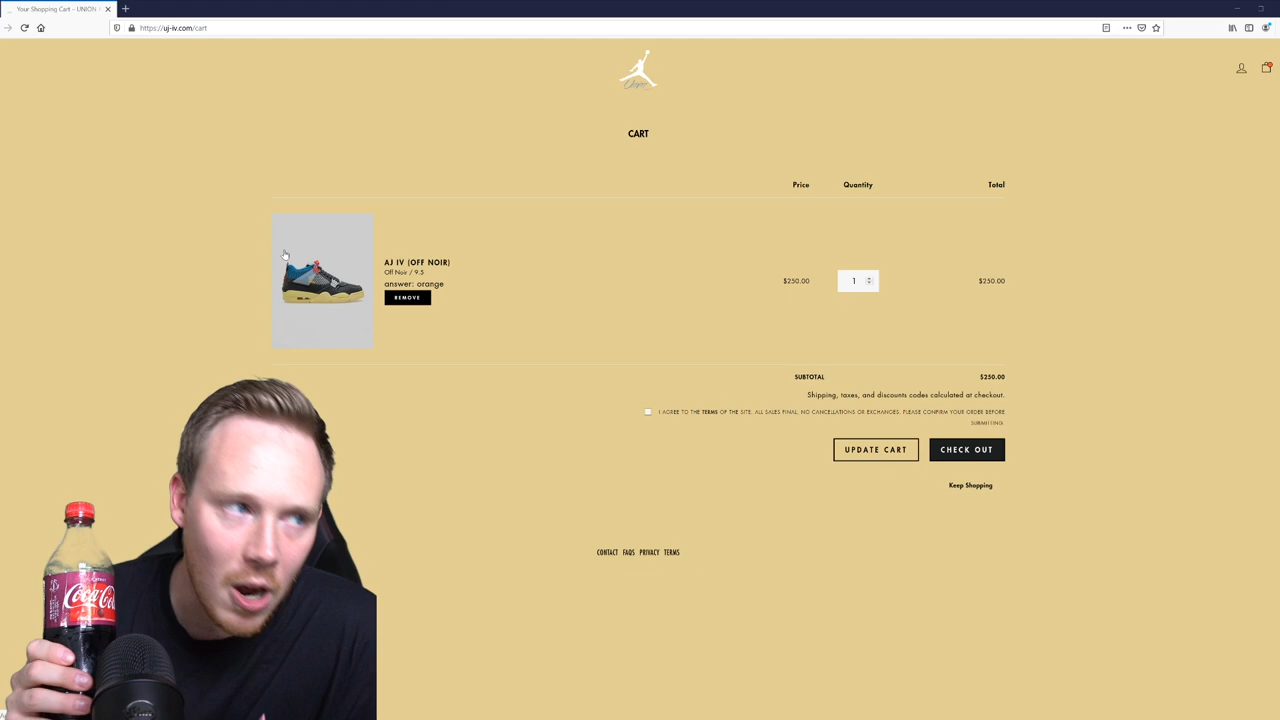 Your Shopping Cart – UNION
https://uj-iv.com/cart
Union
CART
Price Quantity Total
AJ IV (OFF NOIR)
Off Noir / 9.5
answer: orange
REMOVE
$250.00 1 $250.00
SUBTOTAL $250.00
Shipping, taxes, and discounts codes calculated at checkout.
I AGREE TO THE TERMS OF THE SITE. ALL SALES FINAL, NO CANCELLATIONS OR EXCHANGES. PLEASE CONFIRM YOUR ORDER BEFORE
SUBMITTING.
UPDATE CART CHECK OUT
Keep Shopping
CONTACT FAQS PRIVACY TERMS
Coca-Co